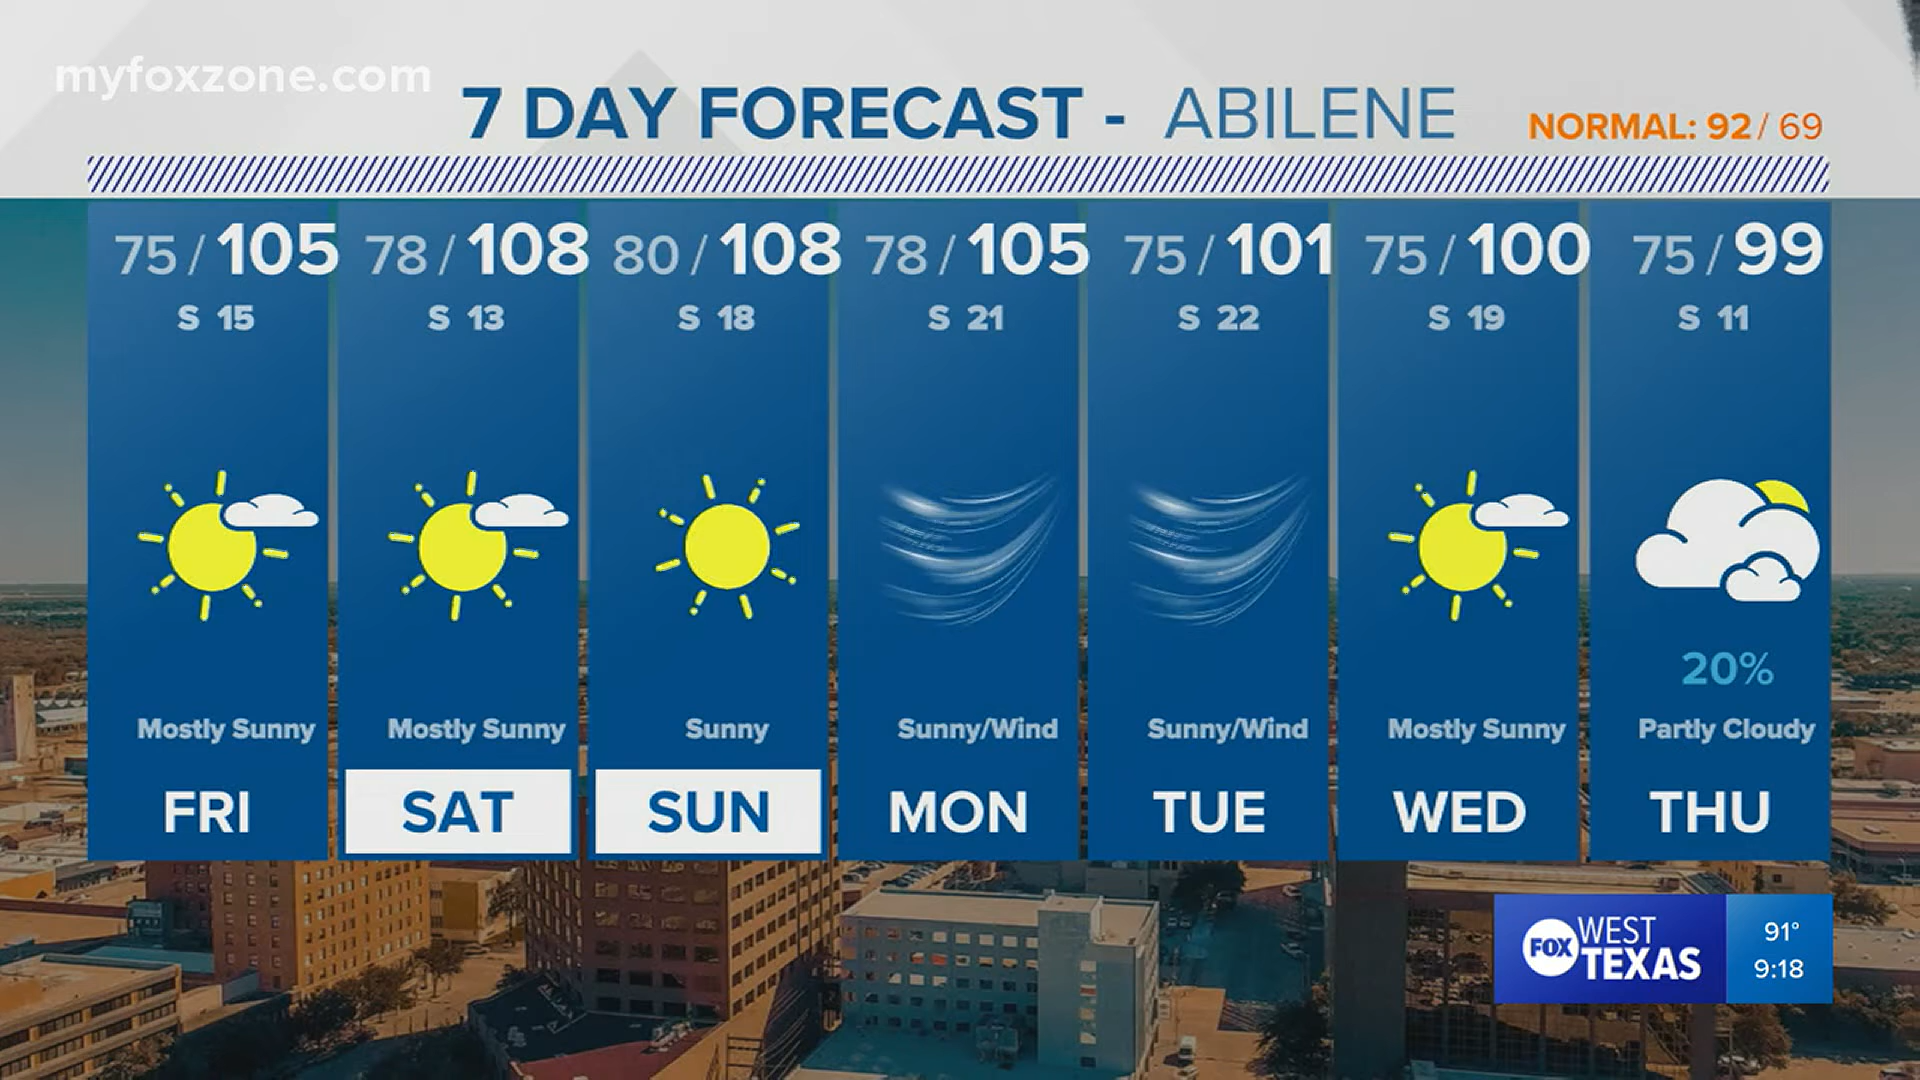 myfoxzone.com
7 DAY FORECAST - ABILENE
NORMAL: 92 / 69
75 / 105
S 15
Mostly Sunny
FRI
78 / 108
S 13
Mostly Sunny
SAT
80 / 108
S 18
Sunny
SUN
78 / 105
S 21
Sunny/Wind
MON
75 / 101
S 22
Sunny/Wind
TUE
75 / 100
S 19
Mostly Sunny
WED
75 / 99
S 11
20%
Partly Cloudy
THU
FOX WEST TEXAS
91°
9:18